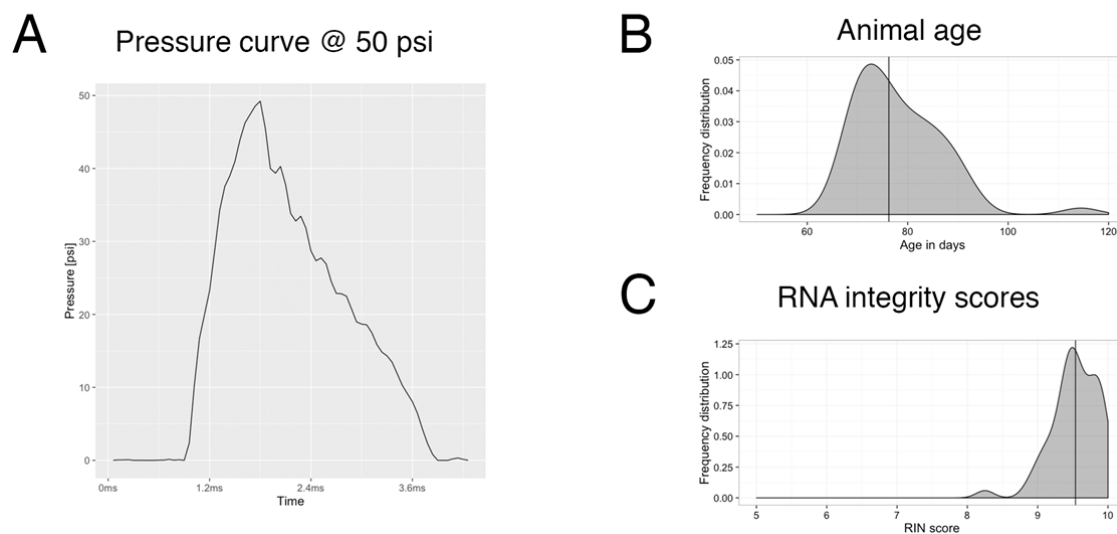 A
Pressure curve @ 50 psi
50
40
30
20
10
0
Pressure [psi]
0ms
1.2ms
2.4ms
3.6ms
Time
B
Animal age
0.05
0.04
0.03
0.02
0.01
0.00
Frequency distribution
60
80
100
120
Age in days
C
RNA integrity scores
1.25
1.00
0.75
0.50
0.25
0.00
Frequency distribution
5
6
7
8
9
10
RIN score